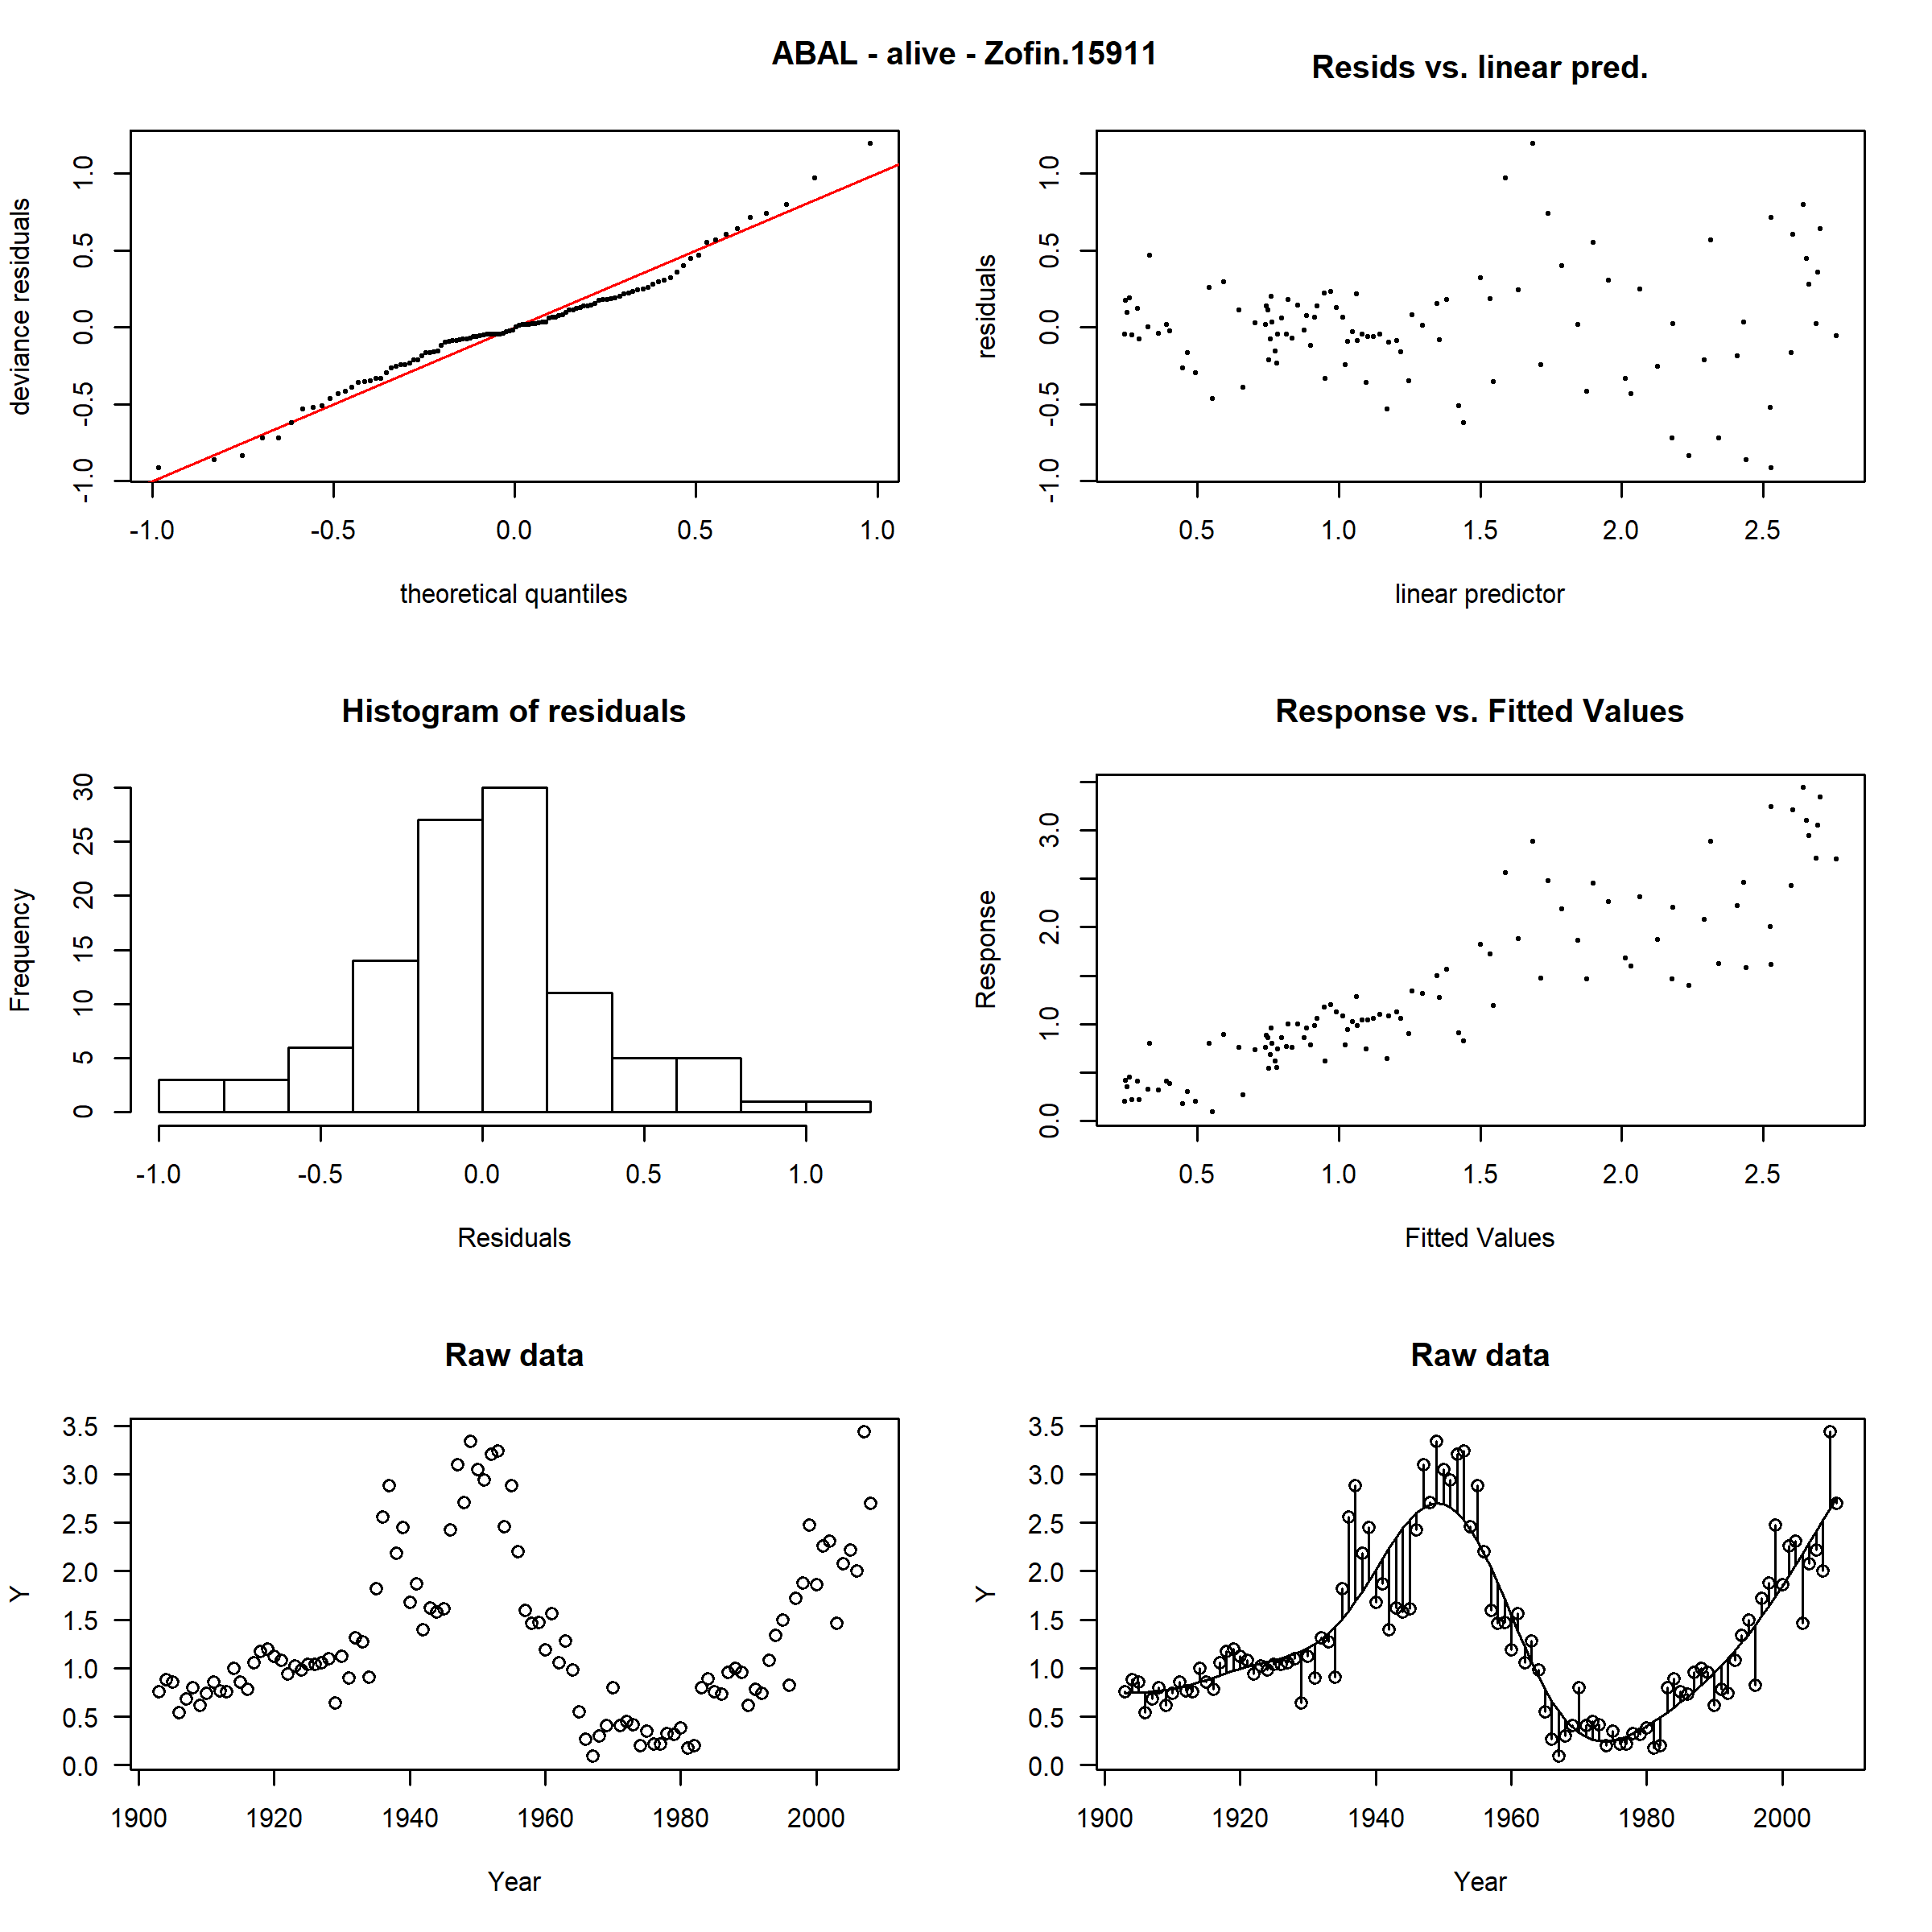 ABAL - alive - Zofin.15911
Resids vs. linear pred.
deviance residuals
-1.0 -0.5 0.0 0.5 1.0
-1.0 -0.5 0.0 0.5 1.0
theoretical quantiles
residuals
-1.0 -0.5 0.0 0.5 1.0
0.5 1.0 1.5 2.0 2.5
linear predictor
Histogram of residuals
Frequency
0 5 10 15 20 25 30
-1.0 -0.5 0.0 0.5 1.0
Residuals
Response vs. Fitted Values
Response
0.0 1.0 2.0 3.0
0.5 1.0 1.5 2.0 2.5
Fitted Values
Raw data
Y
3.5
3.0
2.5
2.0
1.5
1.0
0.5
0.0
1900 1920 1940 1960 1980 2000
Year
Raw data
Y
3.5
3.0
2.5
2.0
1.5
1.0
0.5
0.0
1900 1920 1940 1960 1980 2000
Year